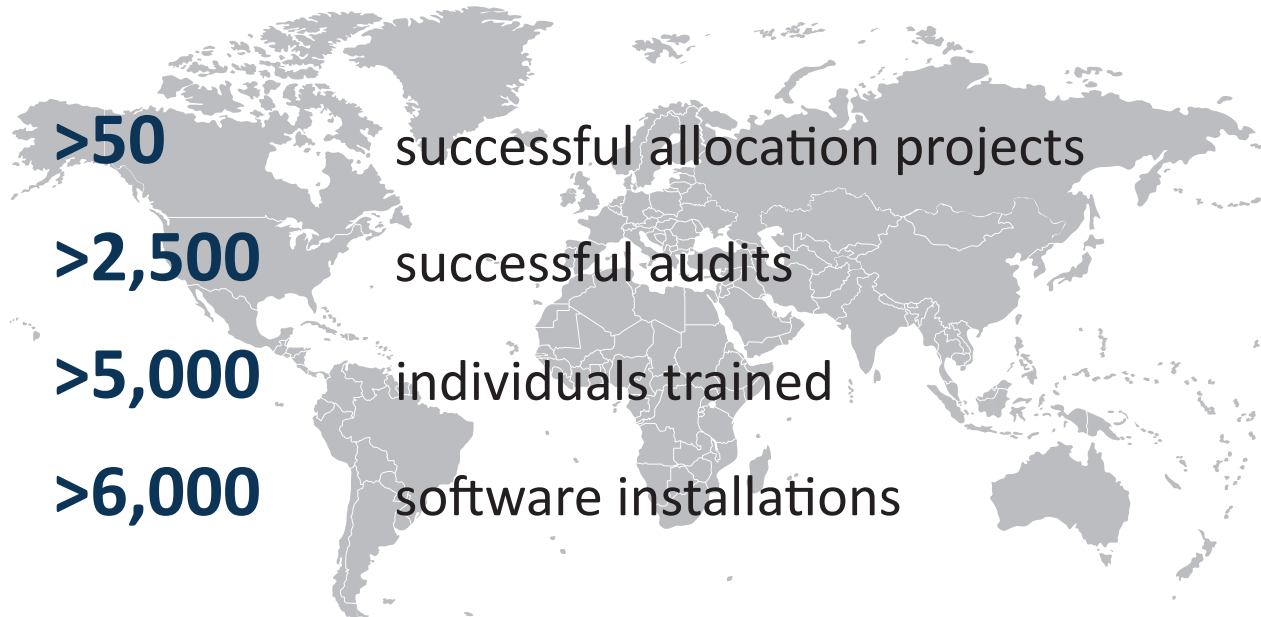 >50 successful allocation projects
>2,500 successful audits
>5,000 individuals trained
>6,000 software installations